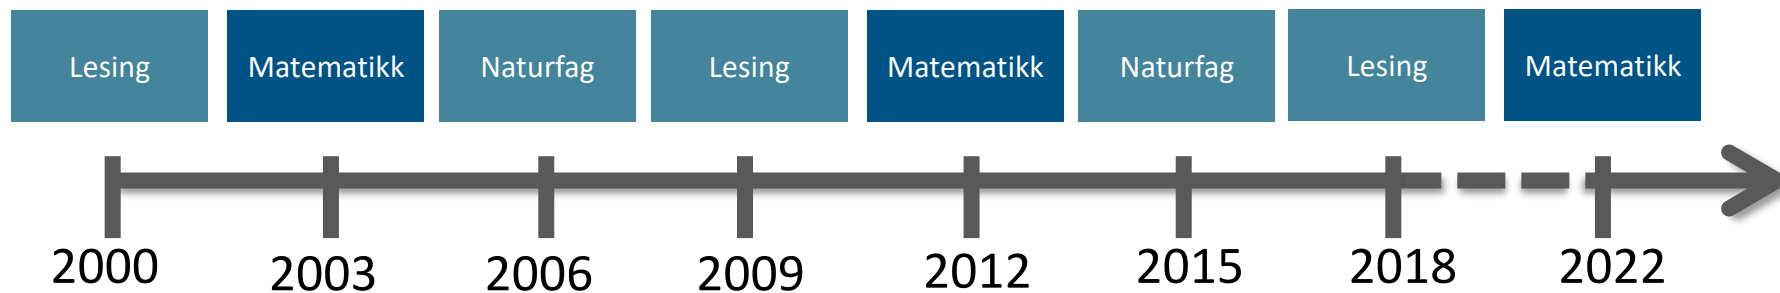 Lesing Matematikk Naturfag Lesing Matematikk Naturfag Lesing Matematikk
2000 2003 2006 2009 2012 2015 2018 2022